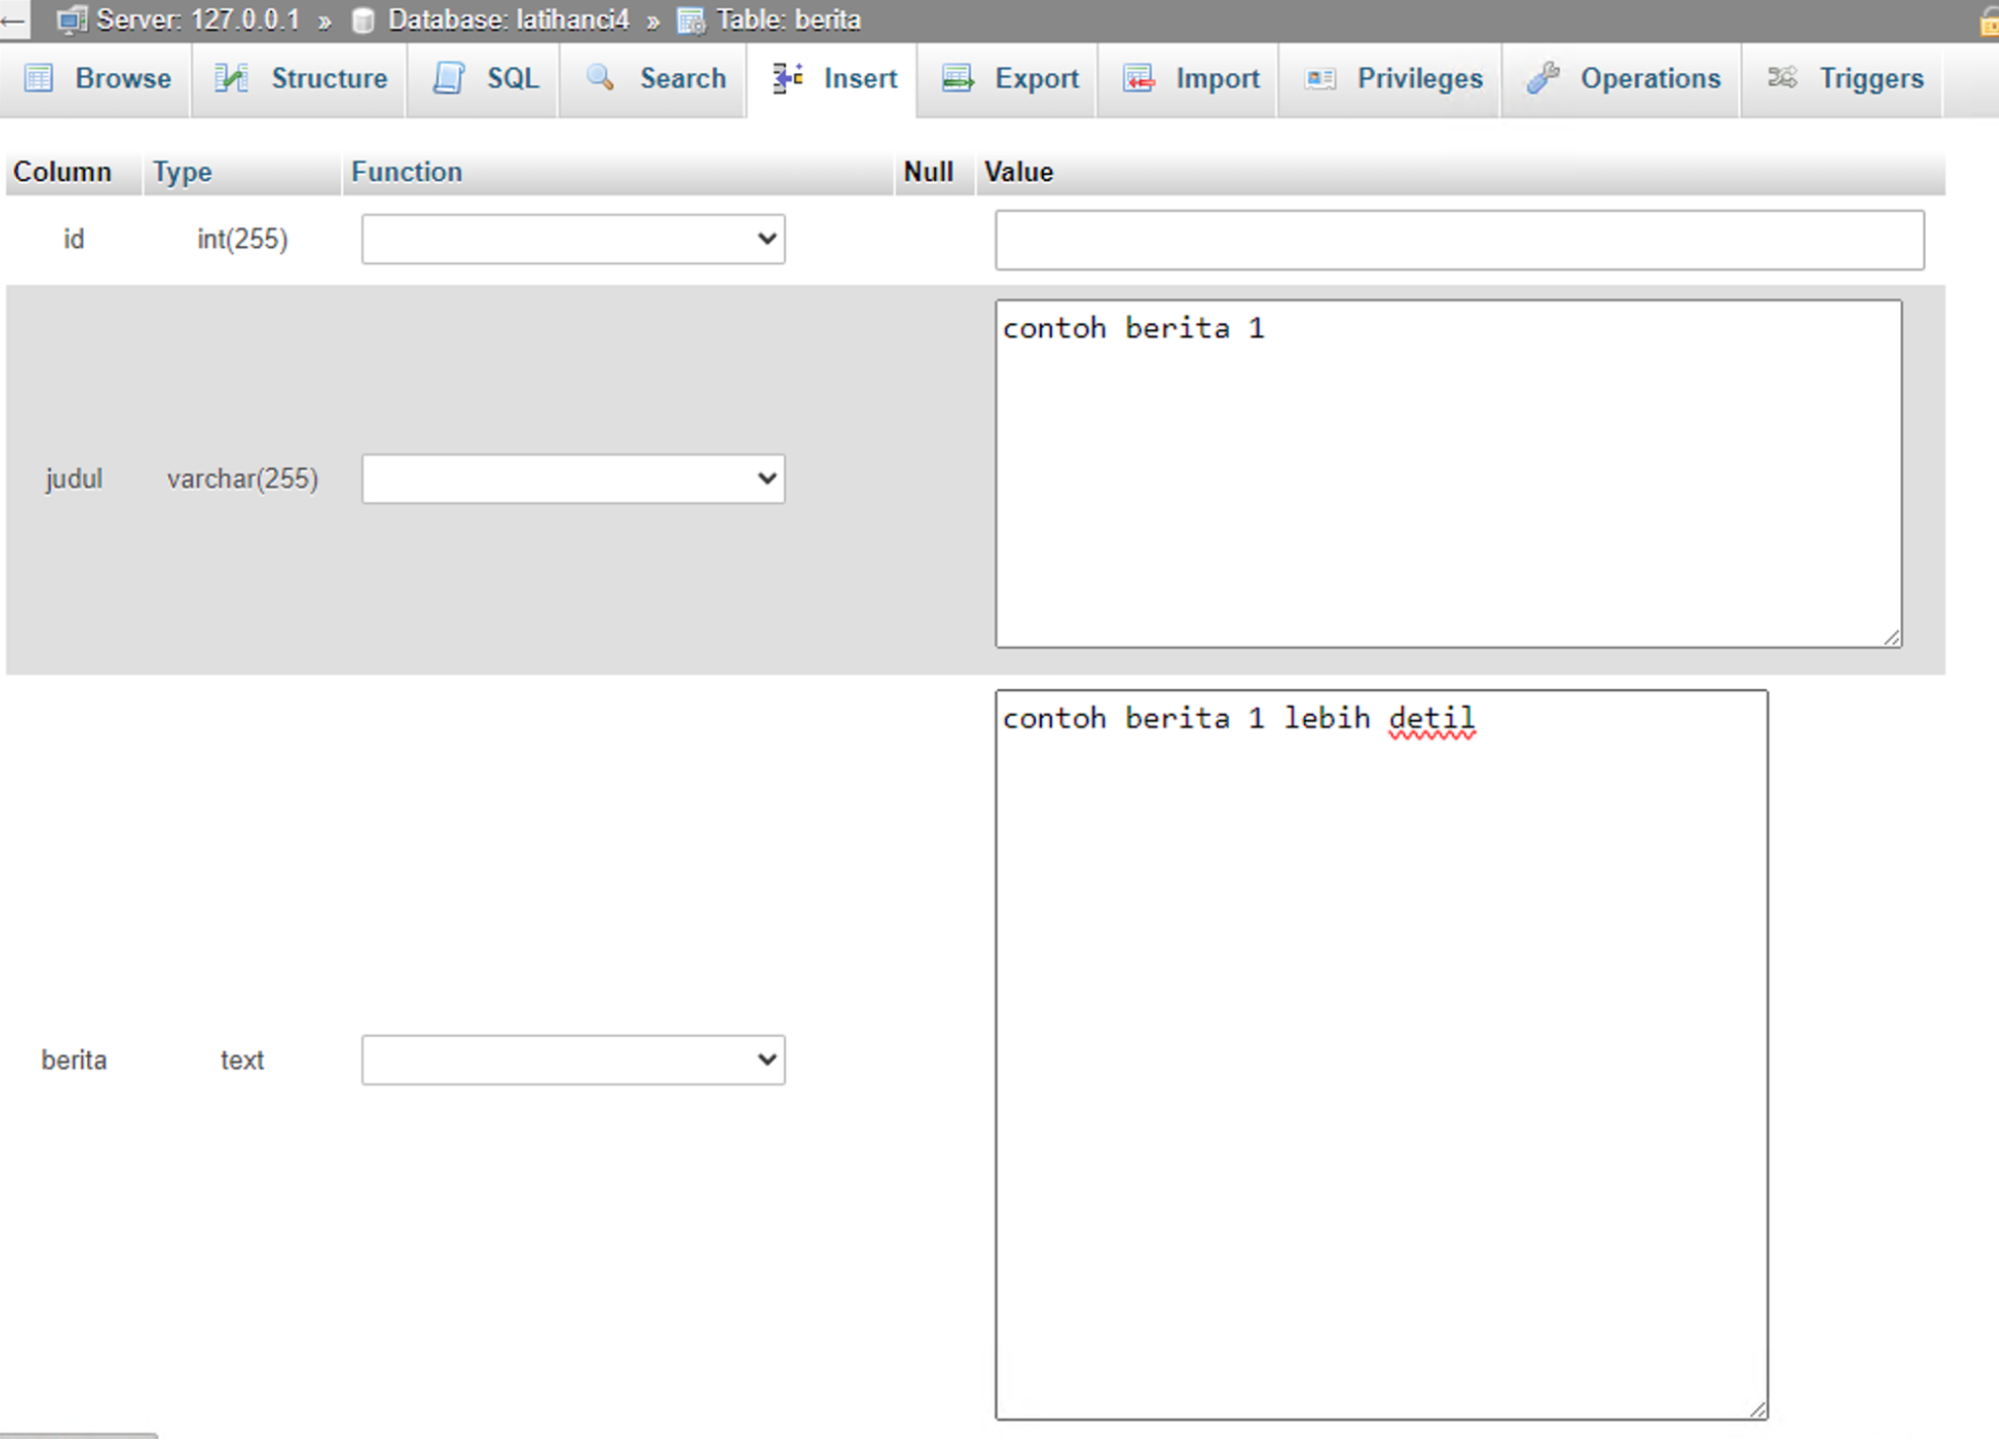 ← Server: 127.0.0.1 » Database: latihanci4 » Table: berita
Browse Structure SQL Search Insert Export Import Privileges Operations Triggers
Column Type Function Null Value
id int(255)
contoh berita 1
judul varchar(255)
contoh berita 1 lebih detil
berita text